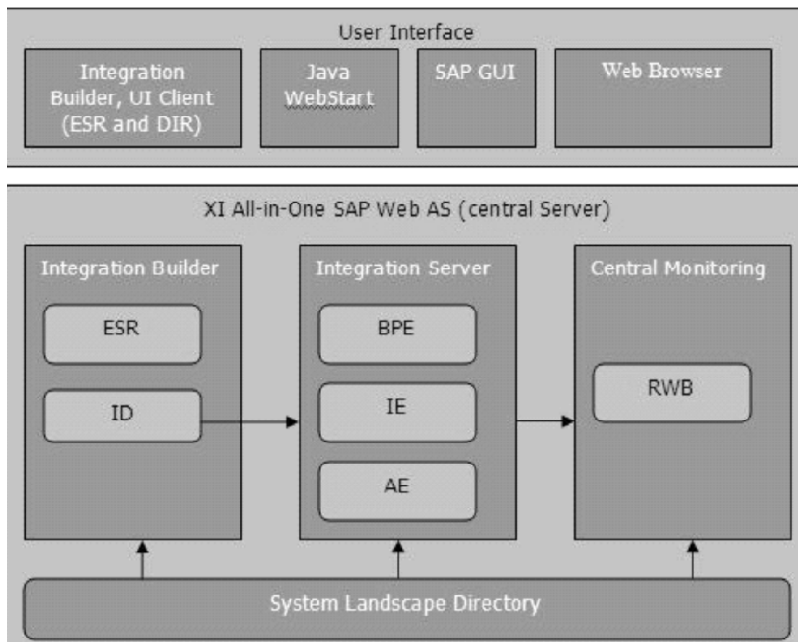 User Interface
Integration
Builder, UI Client
(ESR and DIR)
Java
WebStart
SAP GUI
Web Browser
XI All-in-One SAP Web AS (central Server)
Integration Builder
ESR
ID
Integration Server
BPE
IE
AE
Central Monitoring
RWB
System Landscape Directory